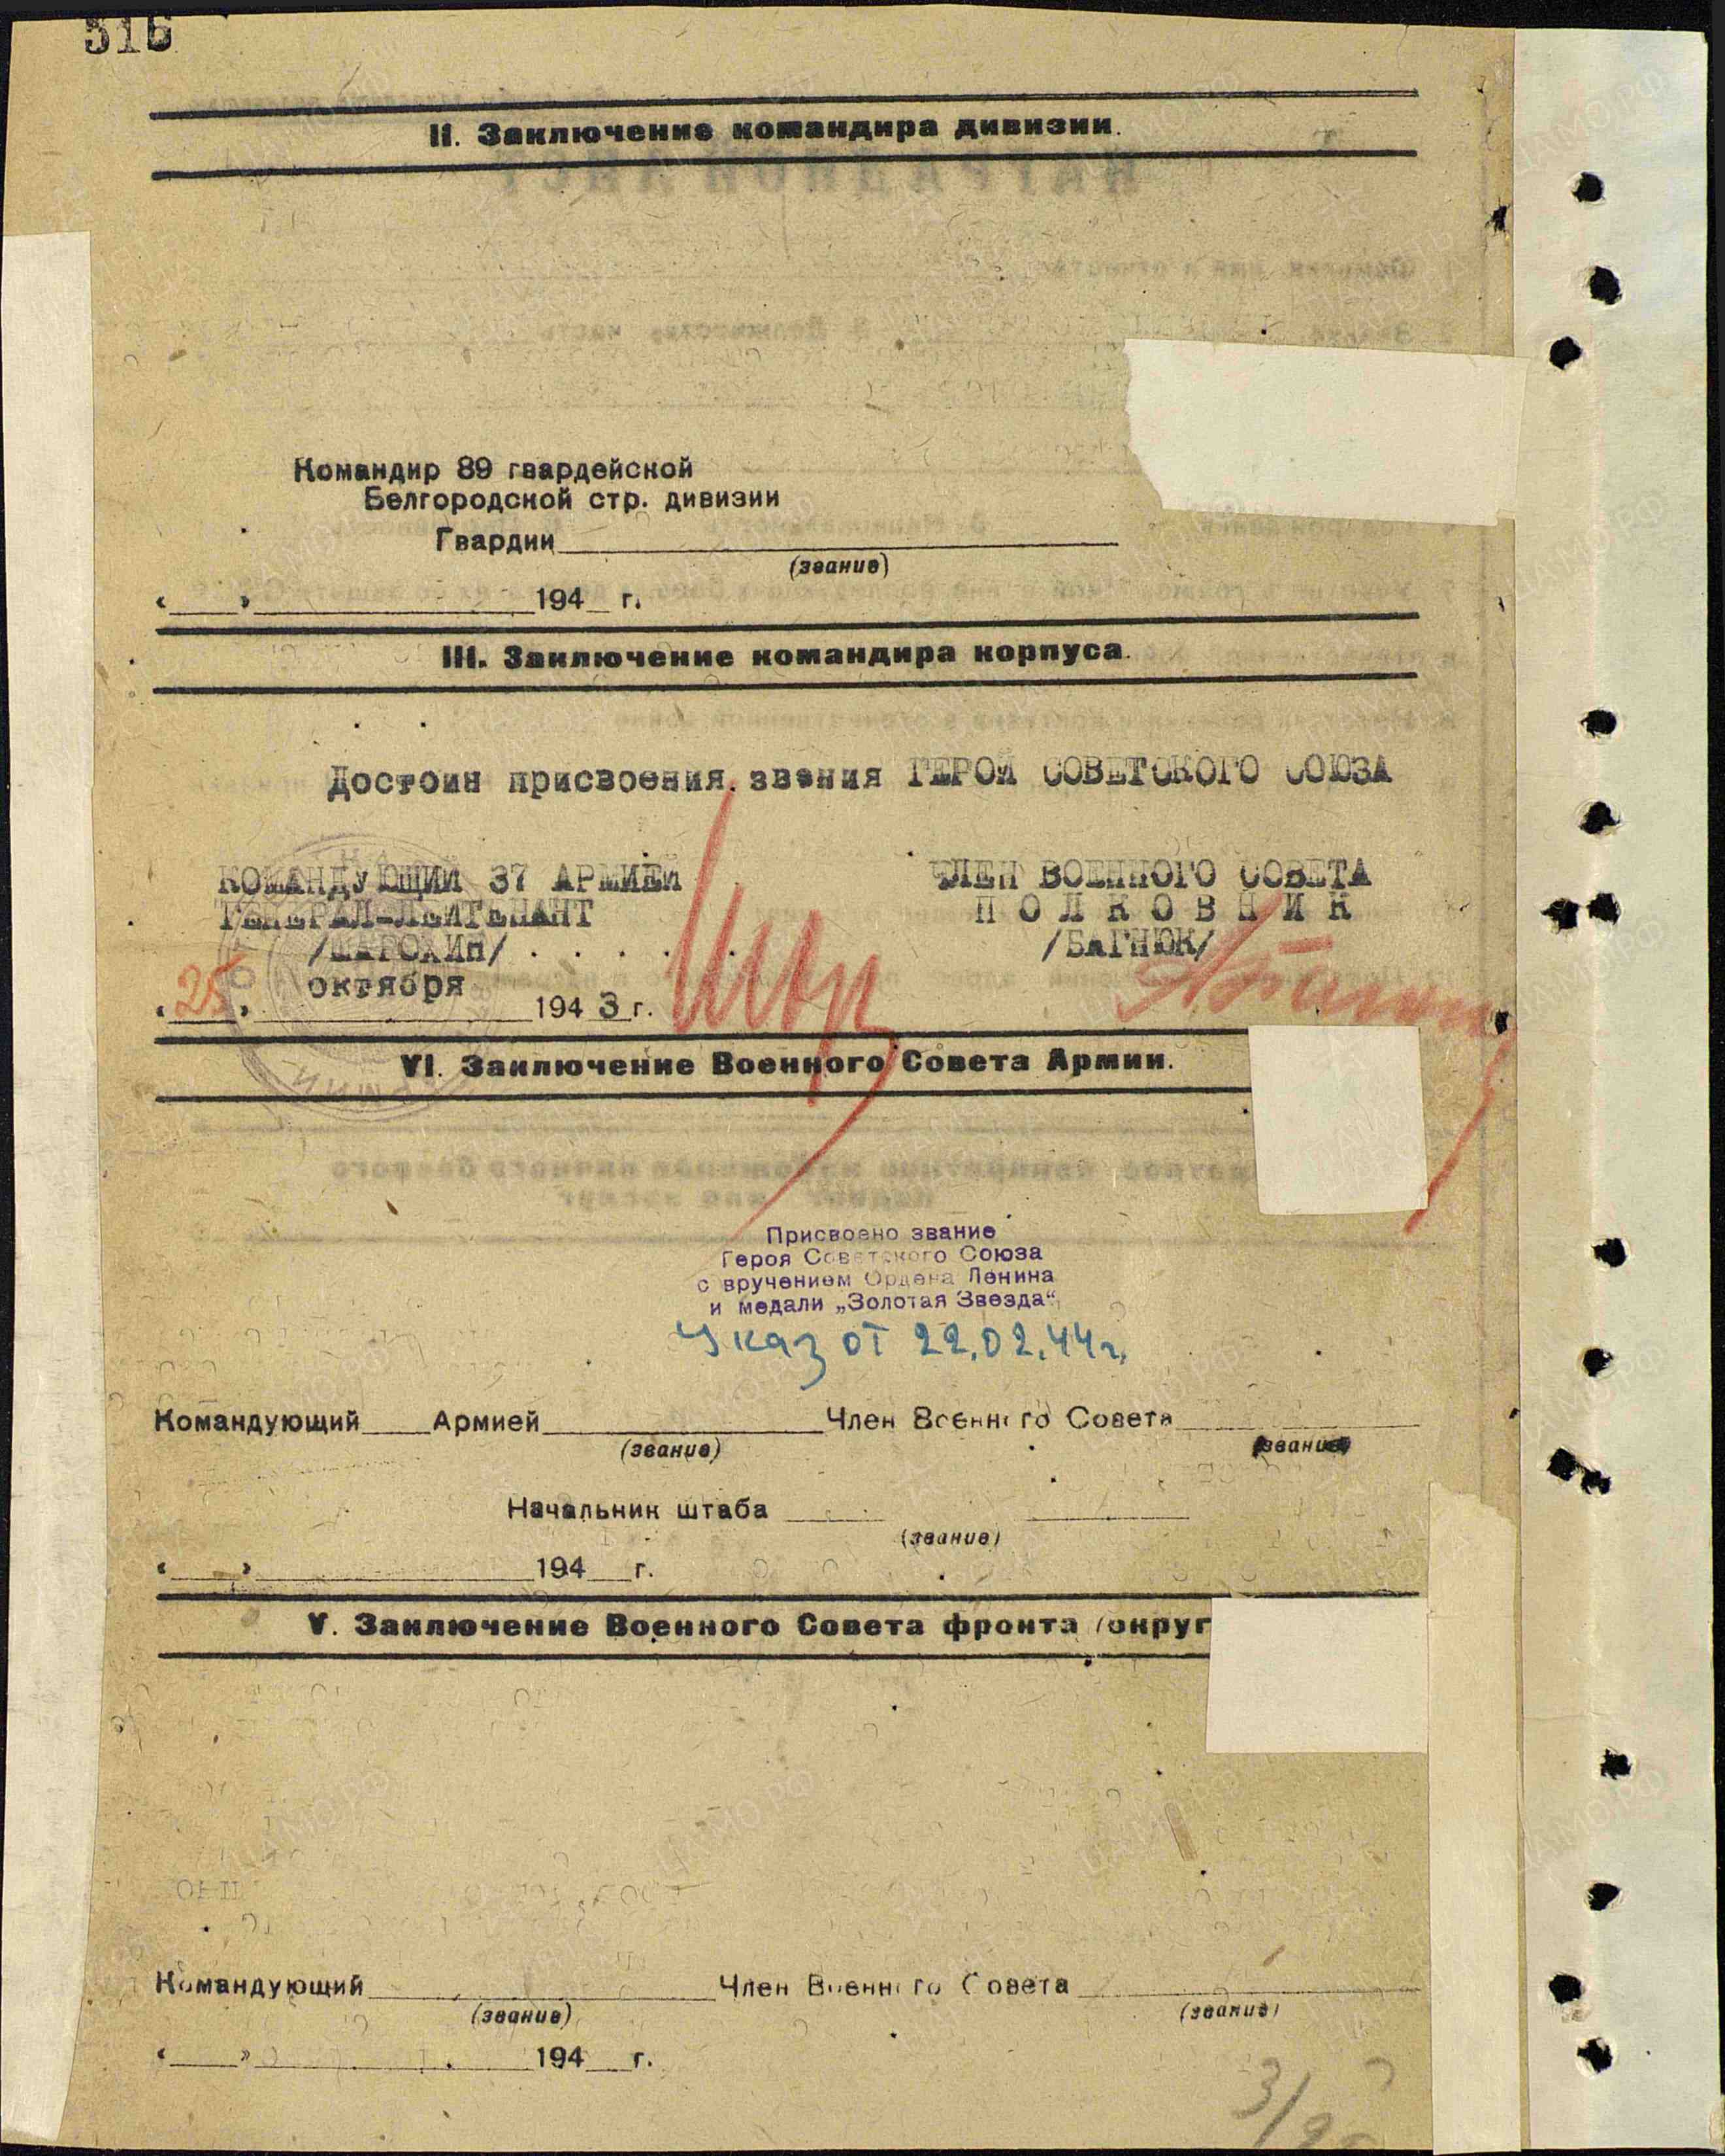 516
II. Заключение командира дивизии.
Командир 89 гвардейской
Белгородской стр. дивизии
Гвардии
(звание)
« » 194 г.
III. Заключение командира корпуса.
Достоин присвоения звания ГЕРОЙ СОВЕТСКОГО СОЮЗА
КОМАНДУЮЩИЙ 37 АРМИЕЙ ЧЛЕН ВОЕННОГО СОВЕТА
ГЕНЕРАЛ-ЛЕЙТЕНАНТ П О Л К О В Н И К
/ШАРОХИН/ . . . . . /БАГНЮК/
«25» октября 1943 г.
VI. Заключение Военного Совета Армии.
Присвоено звание
Героя Советского Союза
с вручением Ордена Ленина
и медали „Золотая Звезда“
Указ от 22.02.44 г.
Командующий Армией Член Военного Совета
(звание) (звание)
Начальник штаба
(звание)
« » 194 г.
V. Заключение Военного Совета фронта (округ
Командующий Член Военного Совета
(звание) (звание)
« » 194 г.